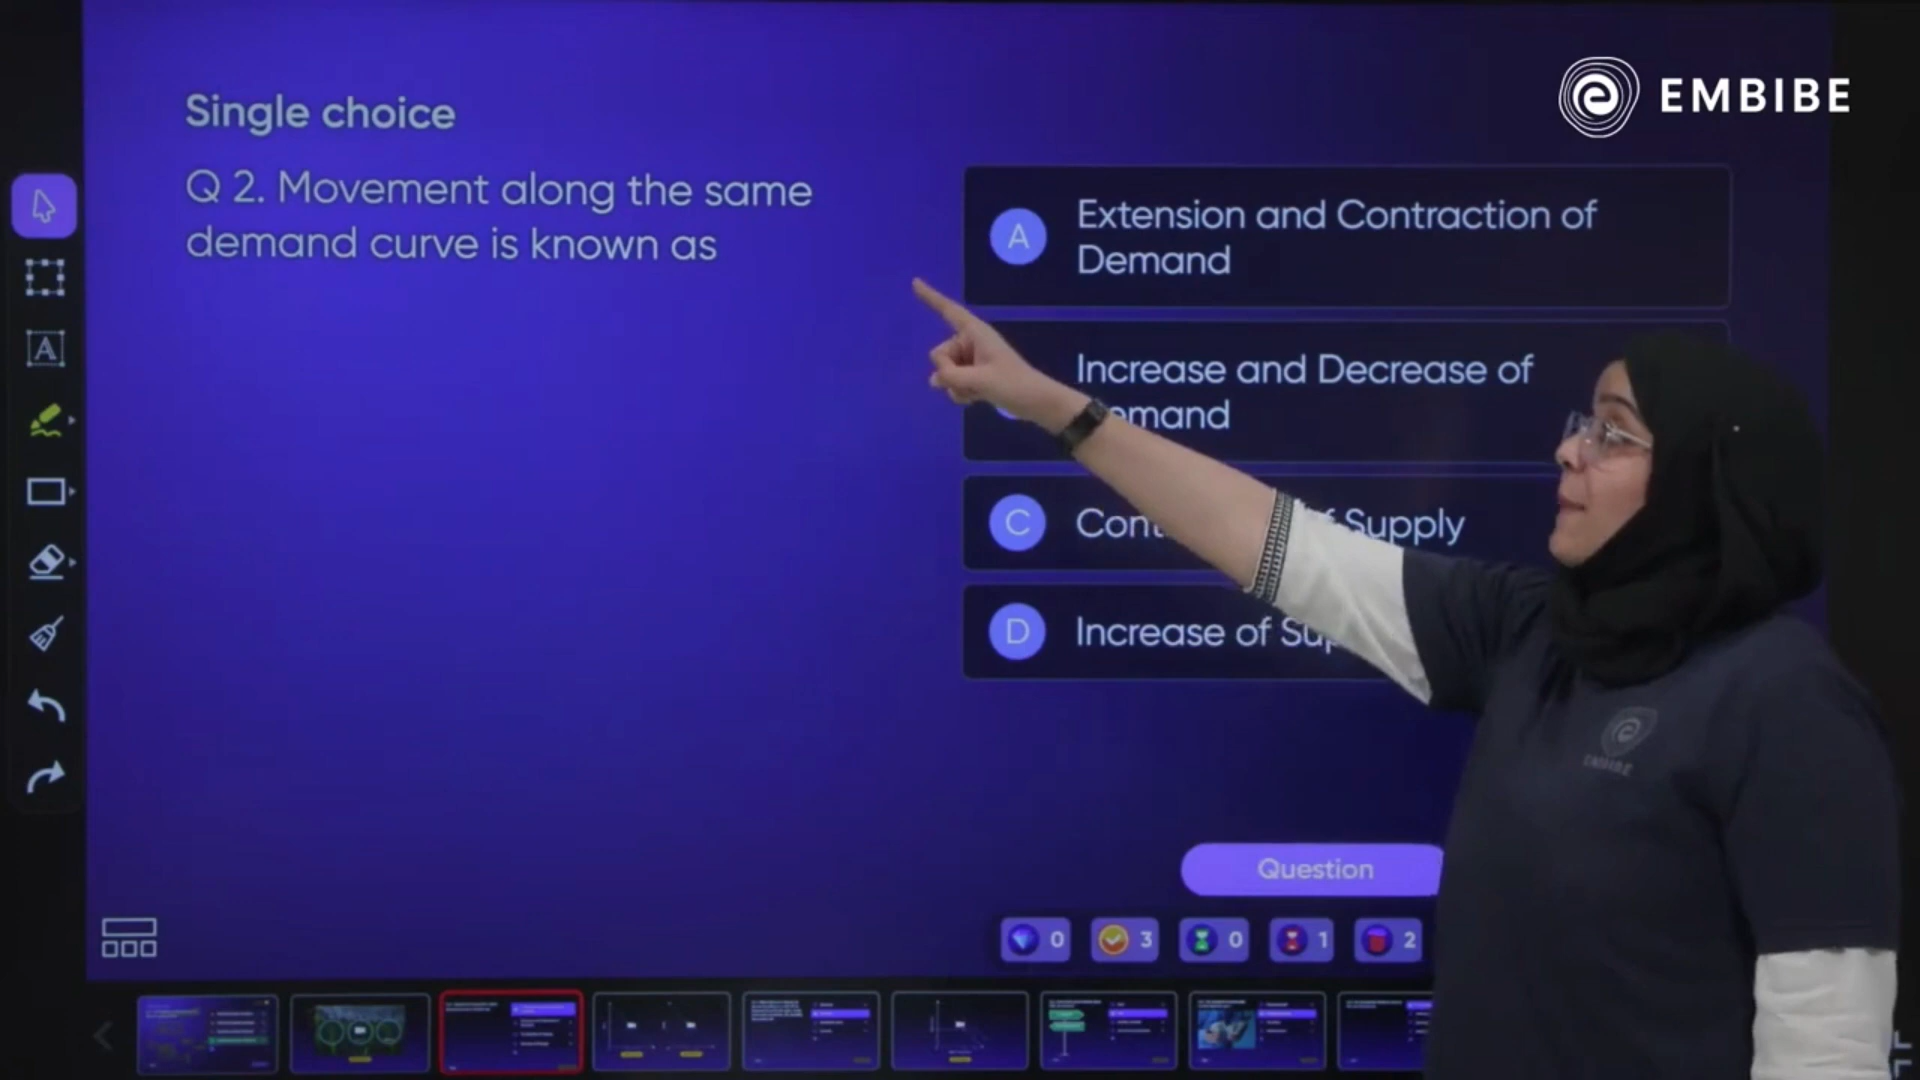 EMBIBE
Single choice
Q 2. Movement along the same
demand curve is known as
A
Extension and Contraction of
Demand
Increase and Decrease of
C
Supply
D
Increase of
Question
0
3
0
1
2
EMBIBE